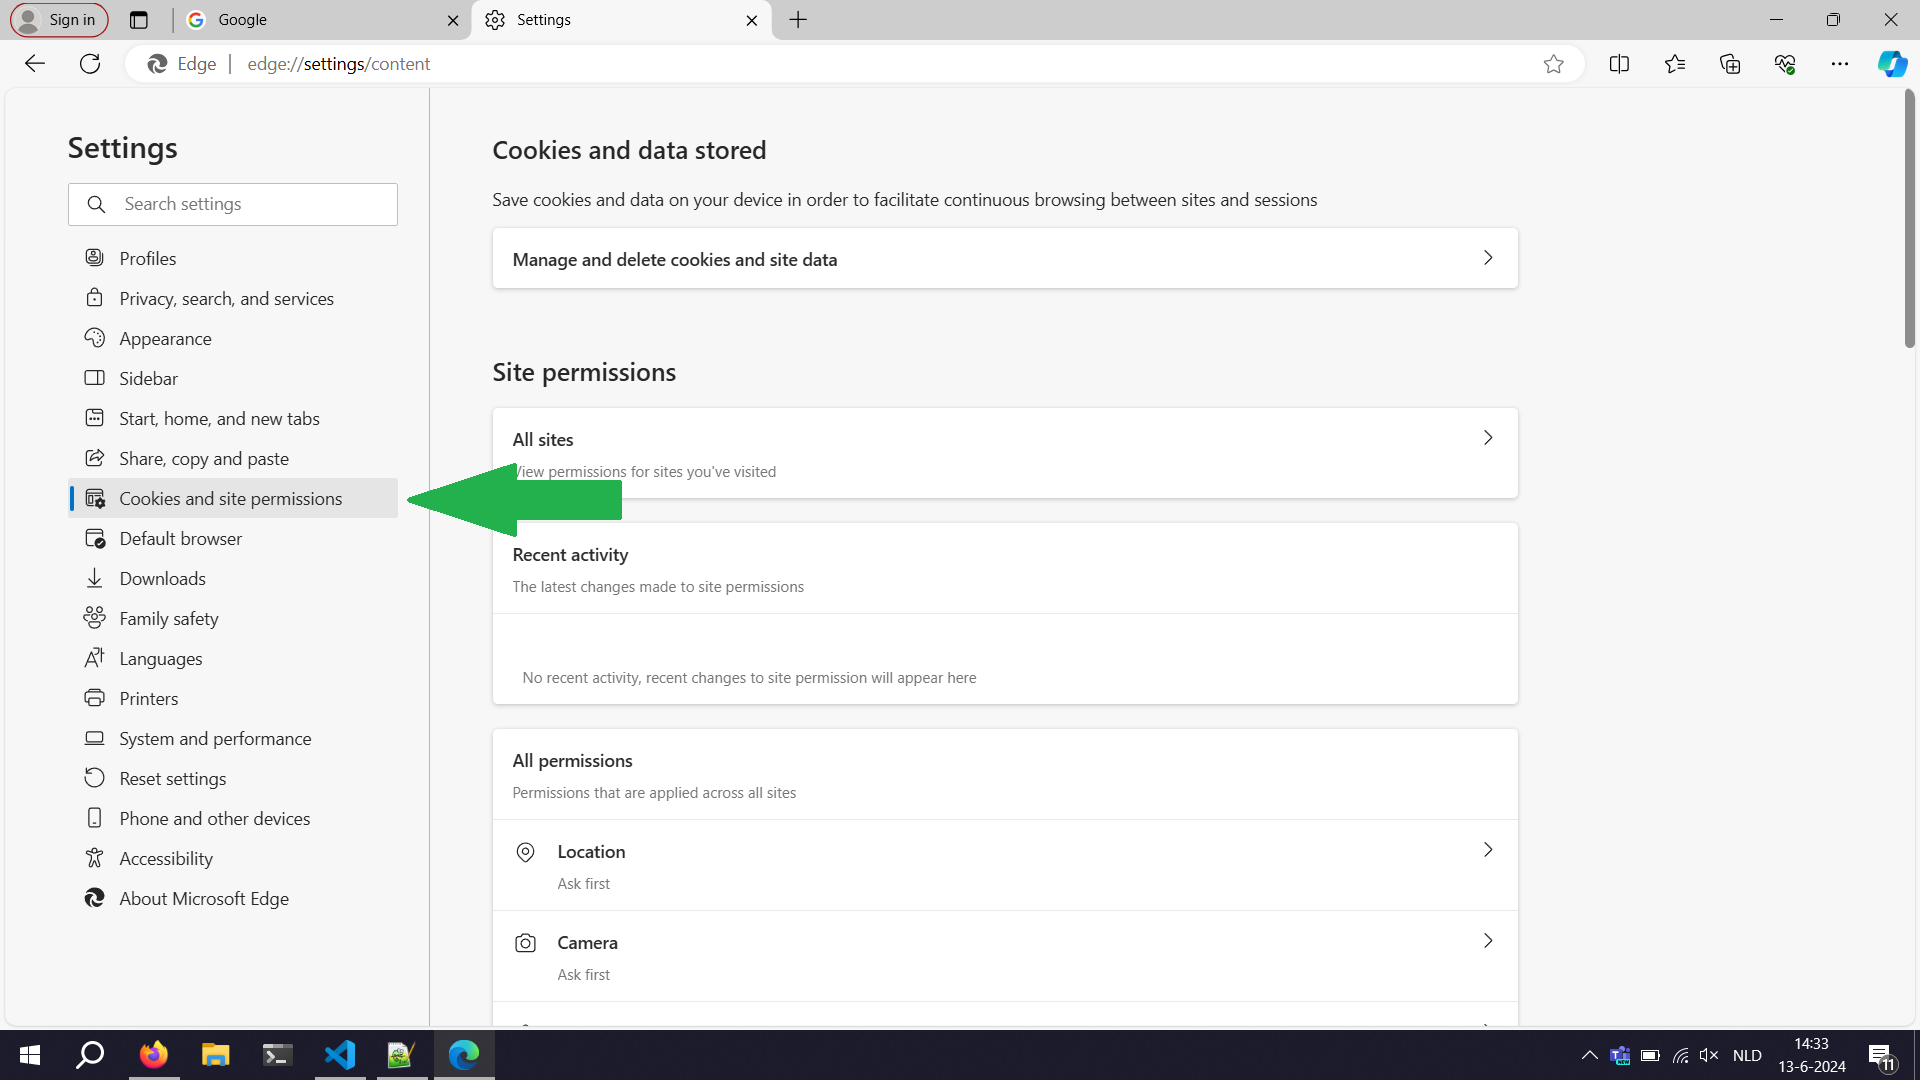 Sign in
Google
Settings
Edge
edge://settings/content
Settings
Search settings
Profiles
Privacy, search, and services
Appearance
Sidebar
Start, home, and new tabs
Share, copy and paste
Cookies and site permissions
Default browser
Downloads
Family safety
Languages
Printers
System and performance
Reset settings
Phone and other devices
Accessibility
About Microsoft Edge
Cookies and data stored
Save cookies and data on your device in order to facilitate continuous browsing between sites and sessions
Manage and delete cookies and site data
Site permissions
All sites
View permissions for sites you've visited
Recent activity
The latest changes made to site permissions
No recent activity, recent changes to site permission will appear here
All permissions
Permissions that are applied across all sites
Location
Ask first
Camera
Ask first
NLD
14:33
13-6-2024
11